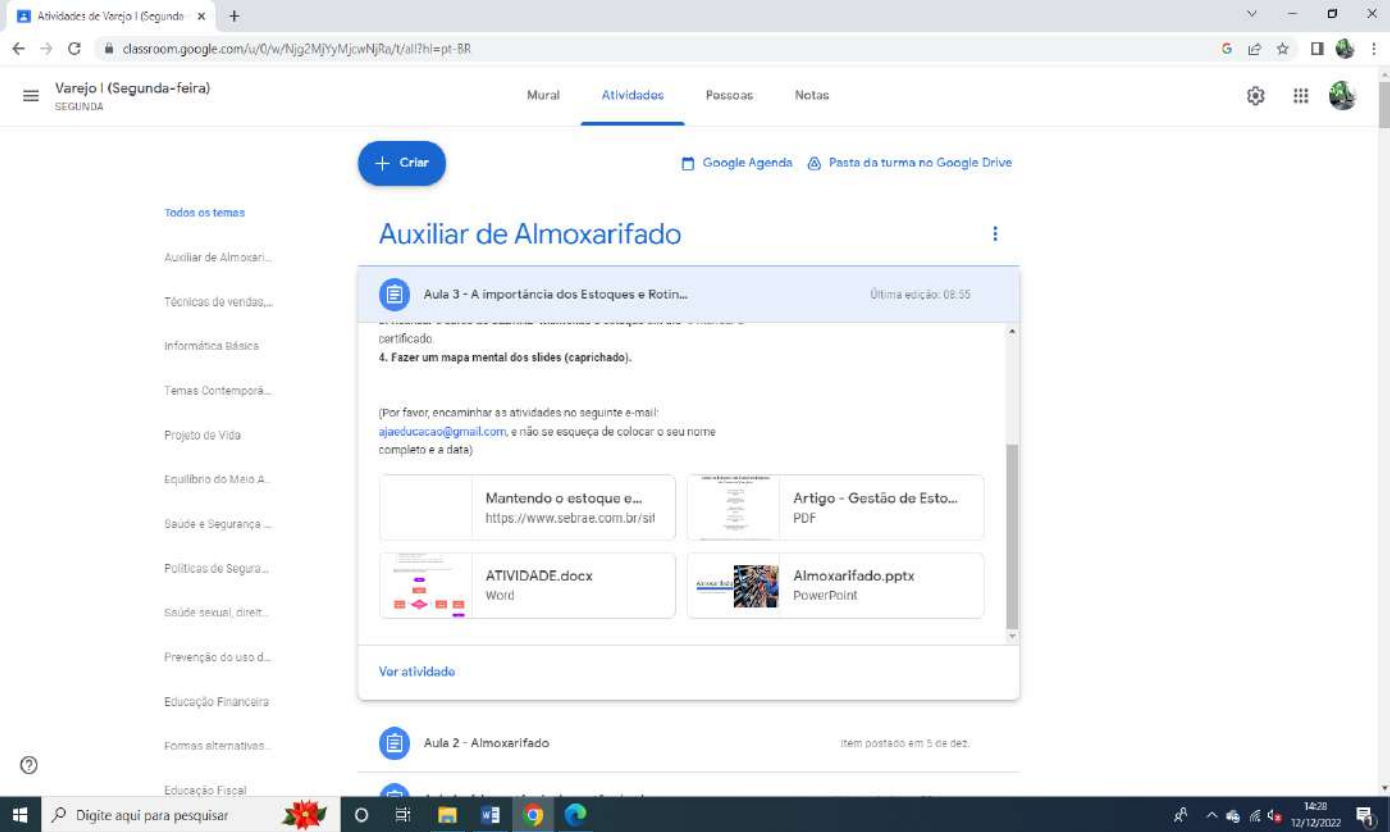 Atividades de Varejo I (Segunda-
classroom.google.com/u/0/w/Njg2MjYyMjcwNjRa/t/all?hl=pt-BR
Varejo I (Segunda-feira)
SEGUNDA
Mural Atividades Pessoas Notas
Criar
Google Agenda Pasta da turma no Google Drive
Todos os temas
Auxiliar de Almoxari...
Técnicas de vendas,...
Informática Básica
Temas Contemporâ...
Projeto de Vida
Equilíbrio do Meio A...
Saúde e Segurança ...
Políticas de Segura...
Saúde sexual, direit...
Prevenção do uso d...
Educação Financeira
Formas alternativas...
Educação Fiscal
Auxiliar de Almoxarifado
Aula 3 - A importância dos Estoques e Rotin...
Última edição: 08:55
certificado.
4. Fazer um mapa mental dos slides (caprichado).
(Por favor, encaminhar as atividades no seguinte e-mail:
ajaeducacao@gmail.com, e não se esqueça de colocar o seu nome
completo e a data)
Mantendo o estoque e...
https://www.sebrae.com.br/sit
Artigo - Gestão de Esto...
PDF
ATIVIDADE.docx
Word
Almoxarifado.pptx
PowerPoint
Ver atividade
Aula 2 - Almoxarifado
Item postado em 5 de dez.
Digite aqui para pesquisar
14:28
12/12/2022